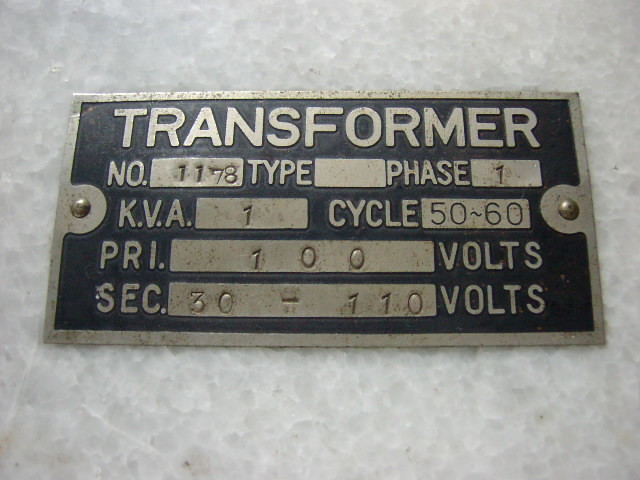 TRANSFORMER
NO. 1178 TYPE PHASE 1
K.V.A. 1 CYCLE 50~60
PRI. 100 VOLTS
SEC. 30 - 110 VOLTS